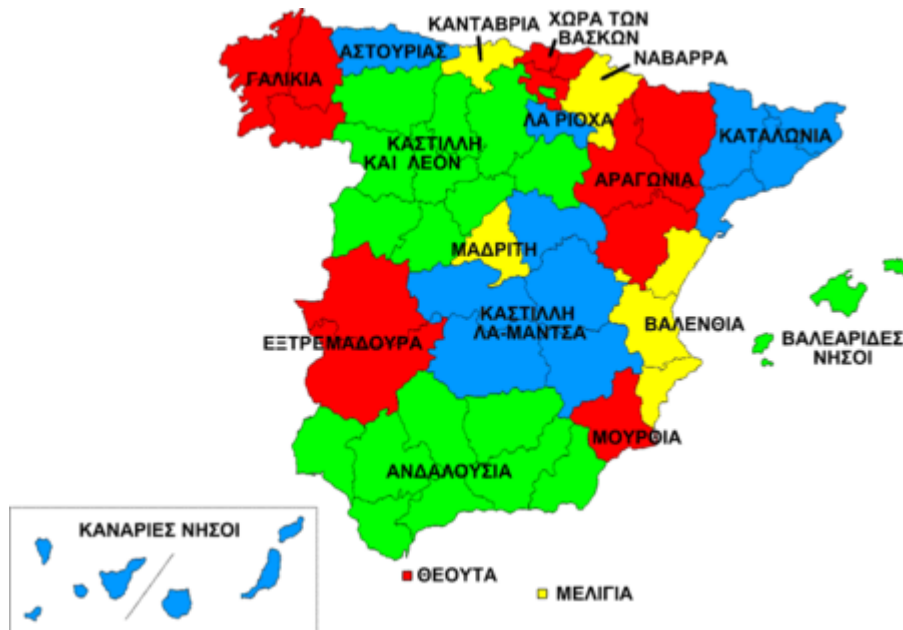 ΚΑΝΤΑΒΡΙΑ
ΧΩΡΑ ΤΩΝ
ΒΑΣΚΩΝ
ΑΣΤΟΥΡΙΑΣ
ΝΑΒΑΡΡΑ
ΓΑΛΙΚΙΑ
ΛΑ ΡΙΟΧΑ
ΚΑΤΑΛΩΝΙΑ
ΚΑΣΤΙΛΛΗ
ΚΑΙ ΛΕΟΝ
ΑΡΑΓΩΝΙΑ
ΜΑΔΡΙΤΗ
ΚΑΣΤΙΛΛΗ
ΛΑ-ΜΑΝΤΣΑ
ΒΑΛΕΝΘΙΑ
ΕΞΤΡΕΜΑΔΟΥΡΑ
ΒΑΛΕΑΡΙΔΕΣ
ΝΗΣΟΙ
ΜΟΥΡΘΙΑ
ΑΝΔΑΛΟΥΣΙΑ
ΚΑΝΑΡΙΕΣ ΝΗΣΟΙ
ΘΕΟΥΤΑ
ΜΕΛΙΓΙΑ